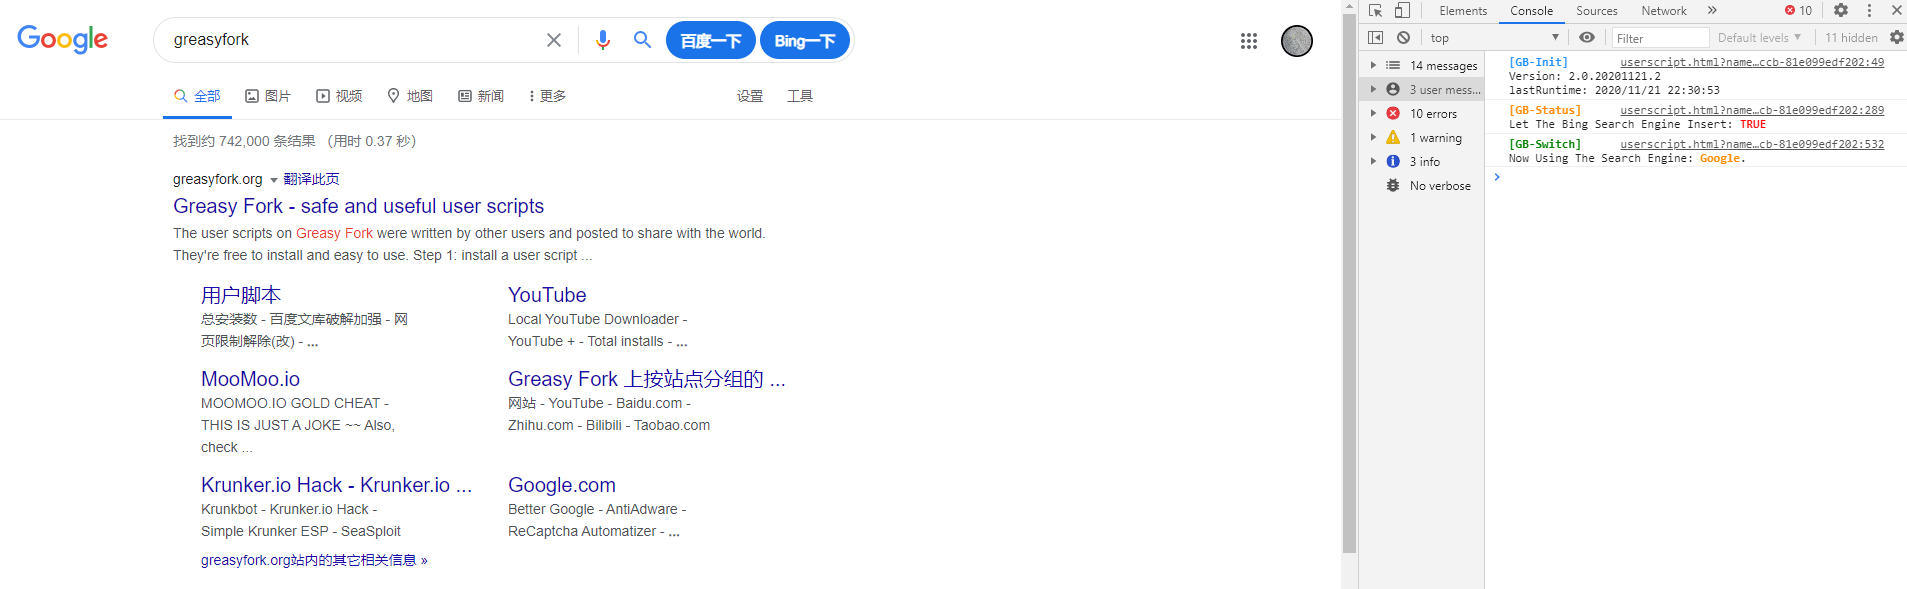 Google
greasyfork
百度一下
Bing一下
全部
图片
视频
地图
新闻
更多
设置
工具
找到约 742,000 条结果 （用时 0.37 秒）
greasyfork.org 翻译此页
Greasy Fork - safe and useful user scripts
The user scripts on Greasy Fork were written by other users and posted to share with the world.
They're free to install and easy to use. Step 1: install a user script ...
用户脚本
总安装数 - 百度文库破解加强 - 网
页限制解除(改) - ...
YouTube
Local YouTube Downloader -
YouTube + - Total installs - ...
MooMoo.io
MOOMOO.IO GOLD CHEAT -
THIS IS JUST A JOKE ~~ Also,
check ...
Greasy Fork 上按站点分组的 ...
网站 - YouTube - Baidu.com -
Zhihu.com - Bilibili - Taobao.com
Krunker.io Hack - Krunker.io ...
Krunkbot - Krunker.io Hack -
Simple Krunker ESP - SeaSploit
Google.com
Better Google - AntiAdware -
ReCaptcha Automatizer - ...
greasyfork.org站内的其它相关信息 »
Elements Console Sources Network » 10
top Filter Default levels 11 hidden
14 messages
3 user mess...
10 errors
1 warning
3 info
No verbose
[GB-Init] userscript.html?name…ccb-81e099edf202:49
Version: 2.0.20201121.2
lastRuntime: 2020/11/21 22:30:53
[GB-Status] userscript.html?name…cb-81e099edf202:289
Let The Bing Search Engine Insert: TRUE
[GB-Switch] userscript.html?name…cb-81e099edf202:532
Now Using The Search Engine: Google.